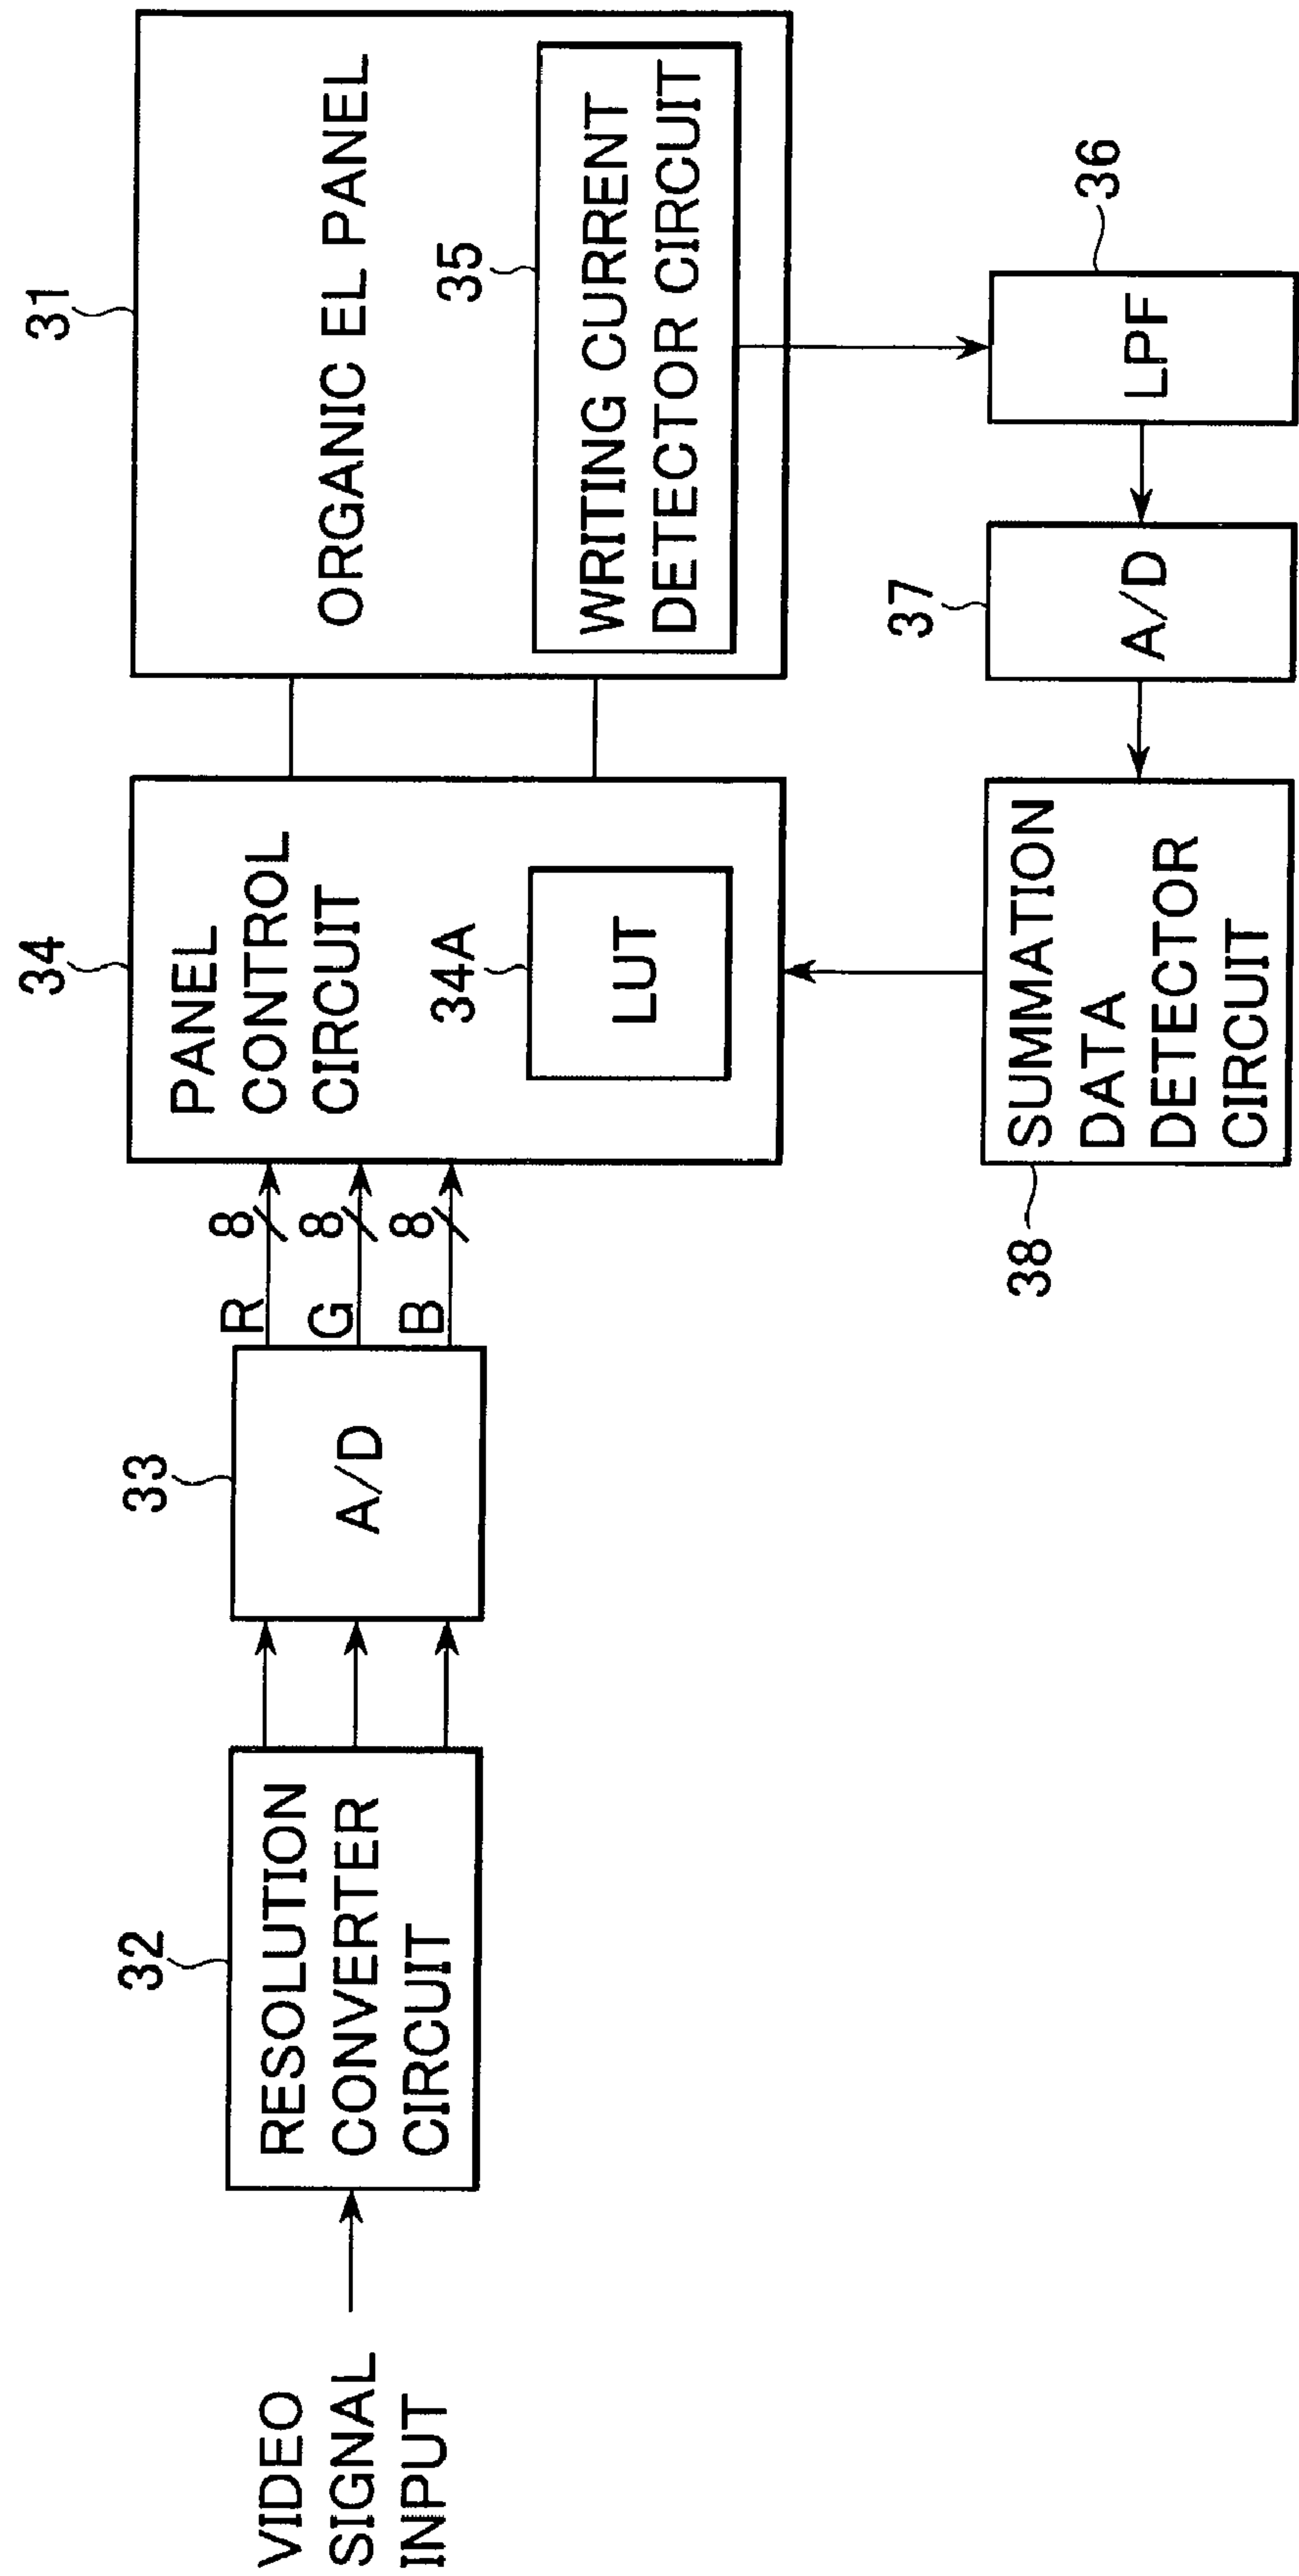 VIDEO
SIGNAL
INPUT
32
RESOLUTION
CONVERTER
CIRCUIT
33
A/D
R
8
G
8
B
8
34
PANEL
CONTROL
CIRCUIT
34A
LUT
31
ORGANIC EL PANEL
35
WRITING CURRENT
DETECTOR CIRCUIT
36
LPF
37
A/D
38
SUMMATION
DATA
DETECTOR
CIRCUIT